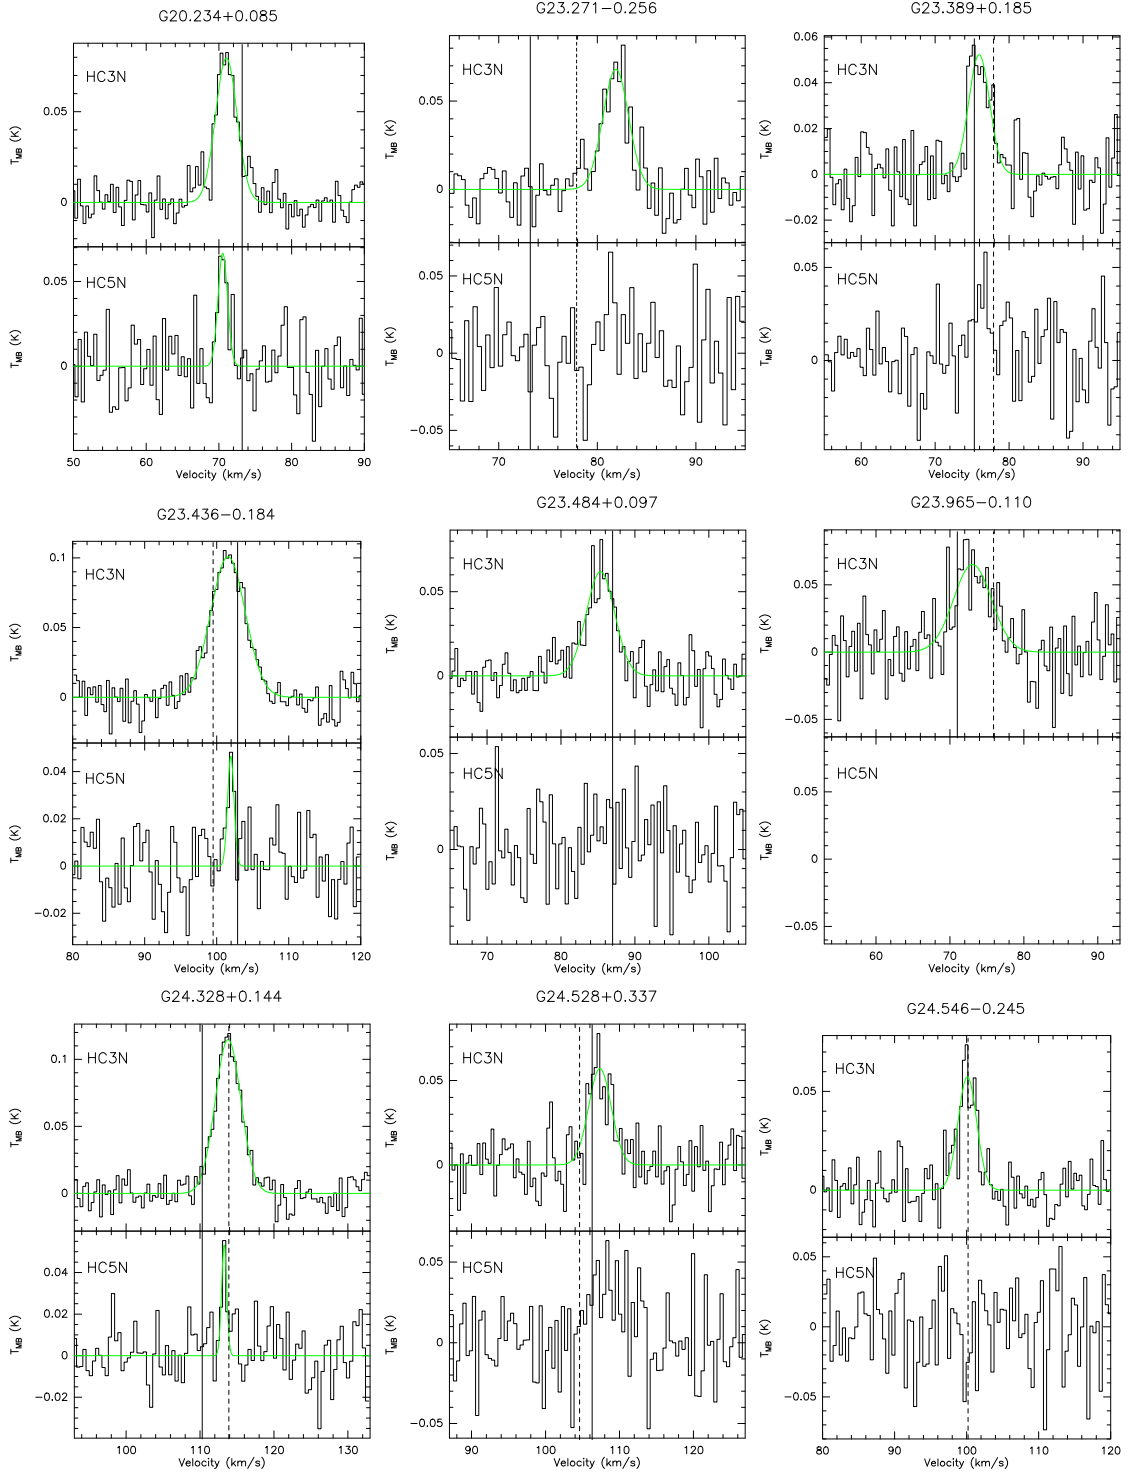 G20.234+0.085
HC3N
0.05
0
T_MB (K)
HC5N
0.05
0
T_MB (K)
50 60 70 80 90
Velocity (km/s)
G23.271−0.256
HC3N
0.05
0
T_MB (K)
HC5N
0.05
0
−0.05
T_MB (K)
70 80 90
Velocity (km/s)
G23.389+0.185
0.06
HC3N
0.04
0.02
0
−0.02
T_MB (K)
HC5N
0.05
0
T_MB (K)
60 70 80 90
Velocity (km/s)
G23.436−0.184
0.1
HC3N
0.05
0
T_MB (K)
HC5N
0.04
0.02
0
−0.02
T_MB (K)
80 90 100 110 120
Velocity (km/s)
G23.484+0.097
HC3N
0.05
0
T_MB (K)
0.05
HC5N
0
T_MB (K)
70 80 90 100
Velocity (km/s)
G23.965−0.110
HC3N
0.05
0
−0.05
T_MB (K)
HC5N
0.05
0
−0.05
T_MB (K)
60 70 80 90
Velocity (km/s)
G24.328+0.144
HC3N
0.1
0.05
0
T_MB (K)
HC5N
0.04
0.02
0
−0.02
T_MB (K)
100 110 120 130
Velocity (km/s)
G24.528+0.337
HC3N
0.05
0
T_MB (K)
HC5N
0.05
0
−0.05
T_MB (K)
90 100 110 120
Velocity (km/s)
G24.546−0.245
HC3N
0.05
0
T_MB (K)
HC5N
0.05
0
−0.05
T_MB (K)
80 90 100 110 120
Velocity (km/s)